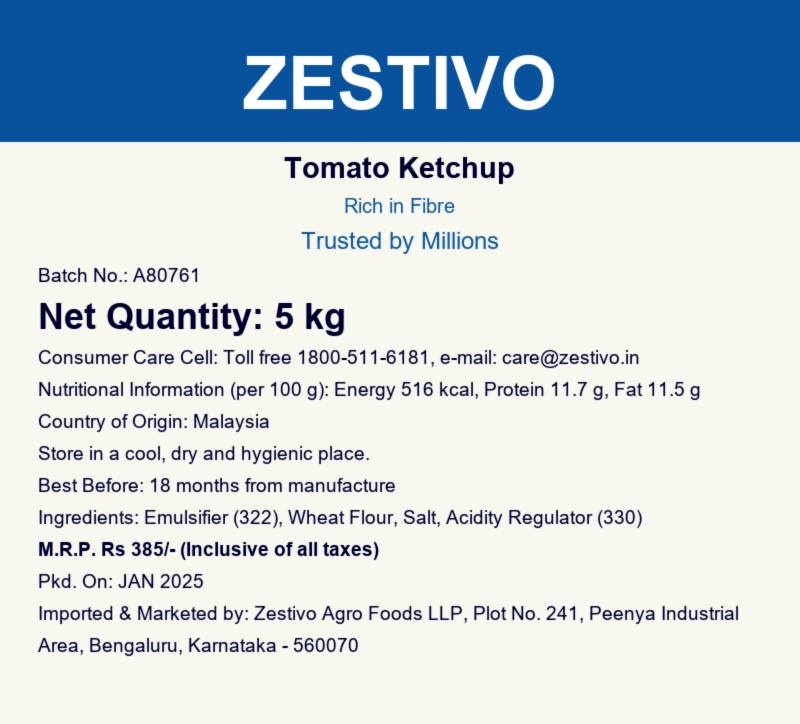 ZESTIVO
Tomato Ketchup
Rich in Fibre
Trusted by Millions
Batch No.: A80761
Net Quantity: 5 kg
Consumer Care Cell: Toll free 1800-511-6181, e-mail: care@zestivo.in
Nutritional Information (per 100 g): Energy 516 kcal, Protein 11.7 g, Fat 11.5 g
Country of Origin: Malaysia
Store in a cool, dry and hygienic place.
Best Before: 18 months from manufacture
Ingredients: Emulsifier (322), Wheat Flour, Salt, Acidity Regulator (330)
M.R.P. Rs 385/- (Inclusive of all taxes)
Pkd. On: JAN 2025
Imported & Marketed by: Zestivo Agro Foods LLP, Plot No. 241, Peenya Industrial
Area, Bengaluru, Karnataka - 560070